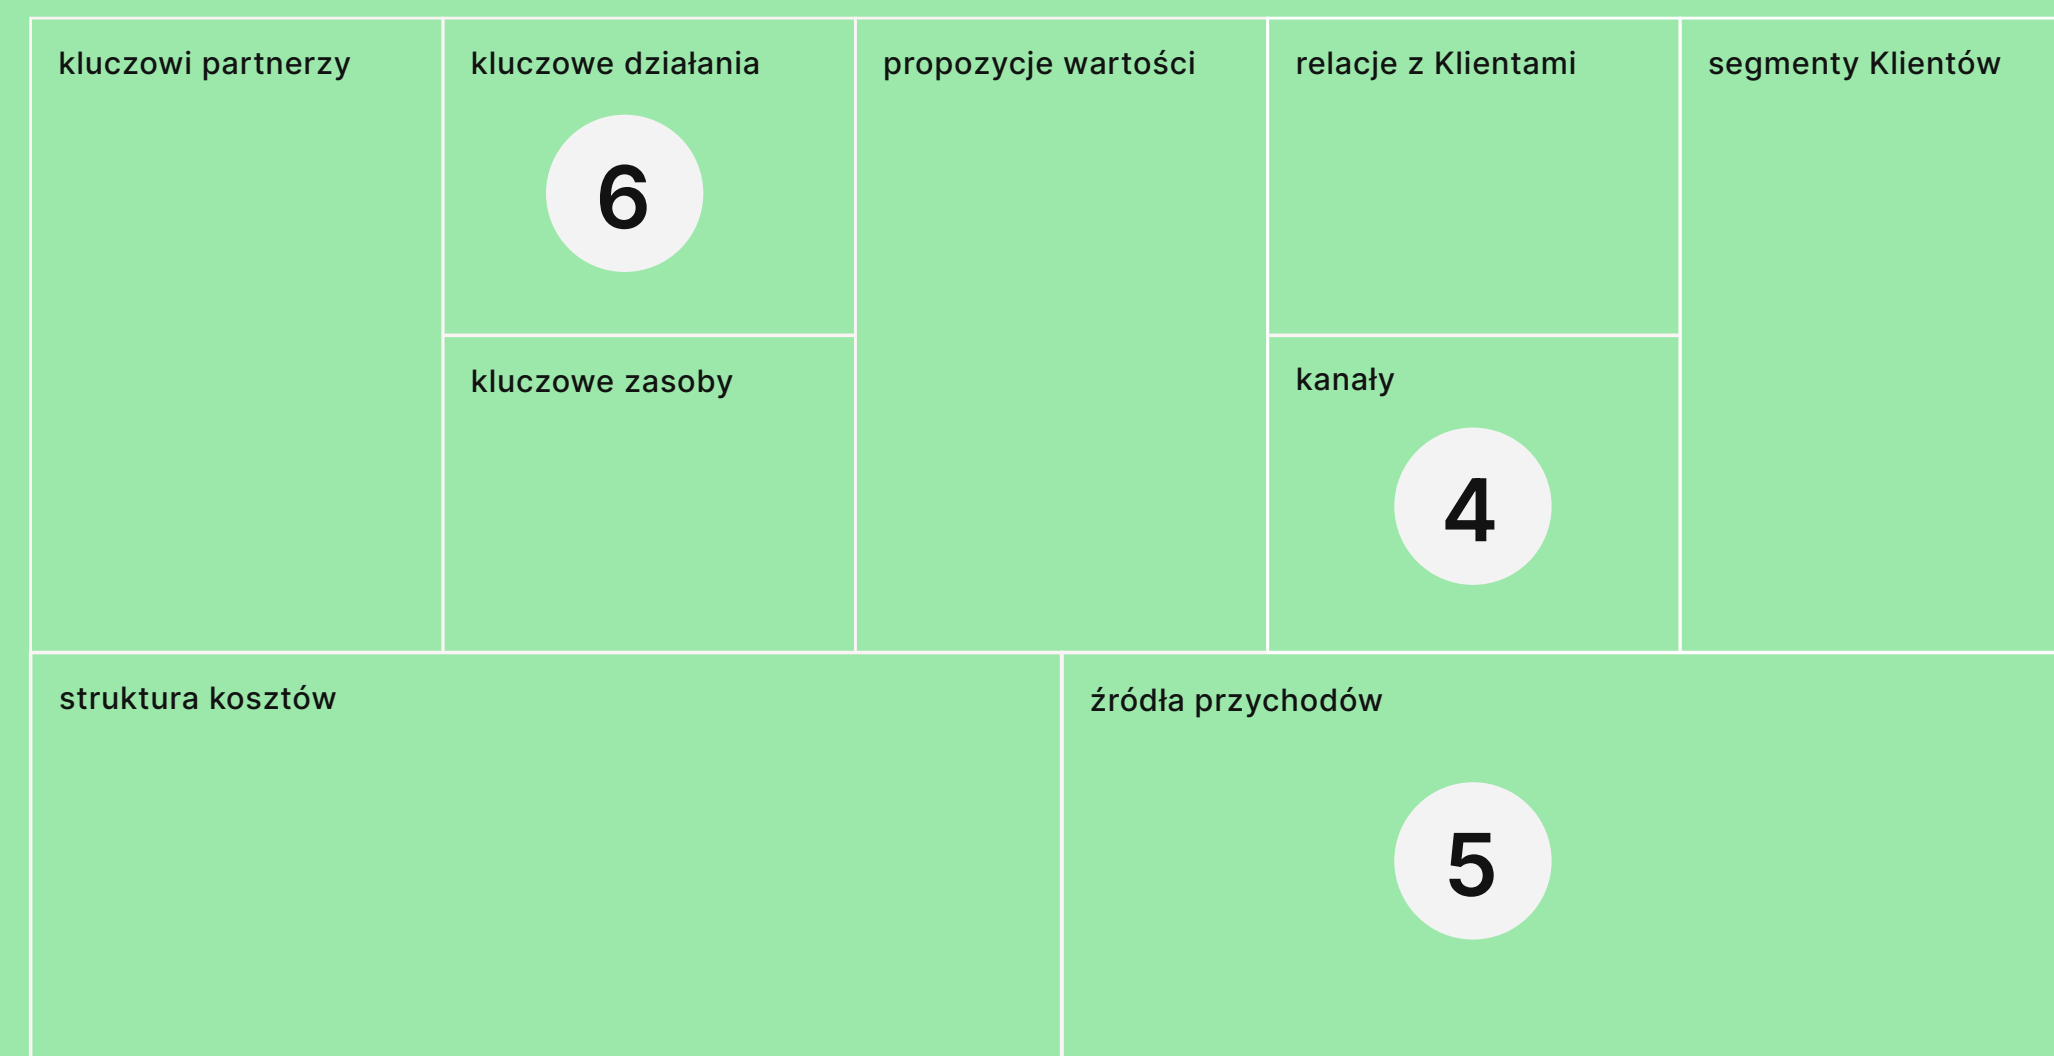 kluczowi partnerzy
kluczowe działania
6
kluczowe zasoby
propozycje wartości
relacje z Klientami
kanały
4
segmenty Klientów
struktura kosztów
źródła przychodów
5